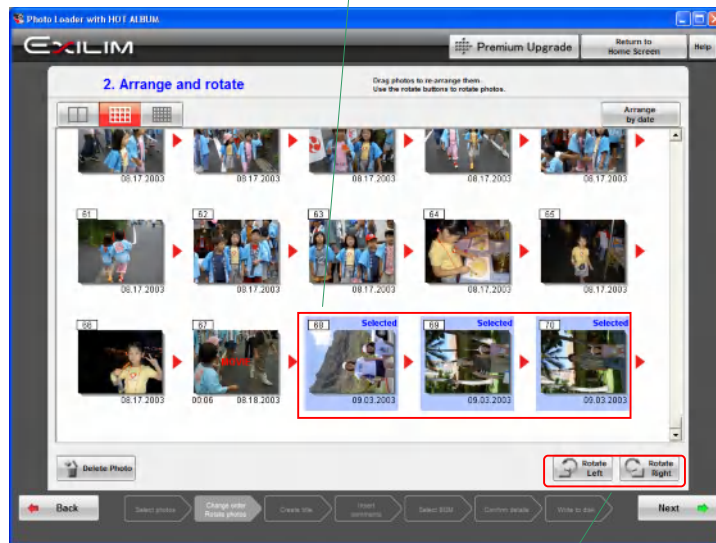 Photo Loader with HOT ALBUM
EXILIM
Premium Upgrade
Return to
Home Screen
Help
2. Arrange and rotate
Drag photos to re-arrange them.
Use the rotate buttons to rotate photos.
Arrange
by date
08.17.2003
08.17.2003
08.17.2003
08.17.2003
08.17.2003
61
62
63
64
65
08.17.2003
08.17.2003
08.17.2003
08.17.2003
08.17.2003
66
67
68
Selected
69
Selected
70
Selected
08.17.2003
00:06
08.18.2003
09.03.2003
09.03.2003
09.03.2003
Delete Photo
Rotate
Left
Rotate
Right
Back
Select photos
Change order
Rotate photos
Create title
Insert
comments
Select BGM
Confirm details
Write to disc
Next